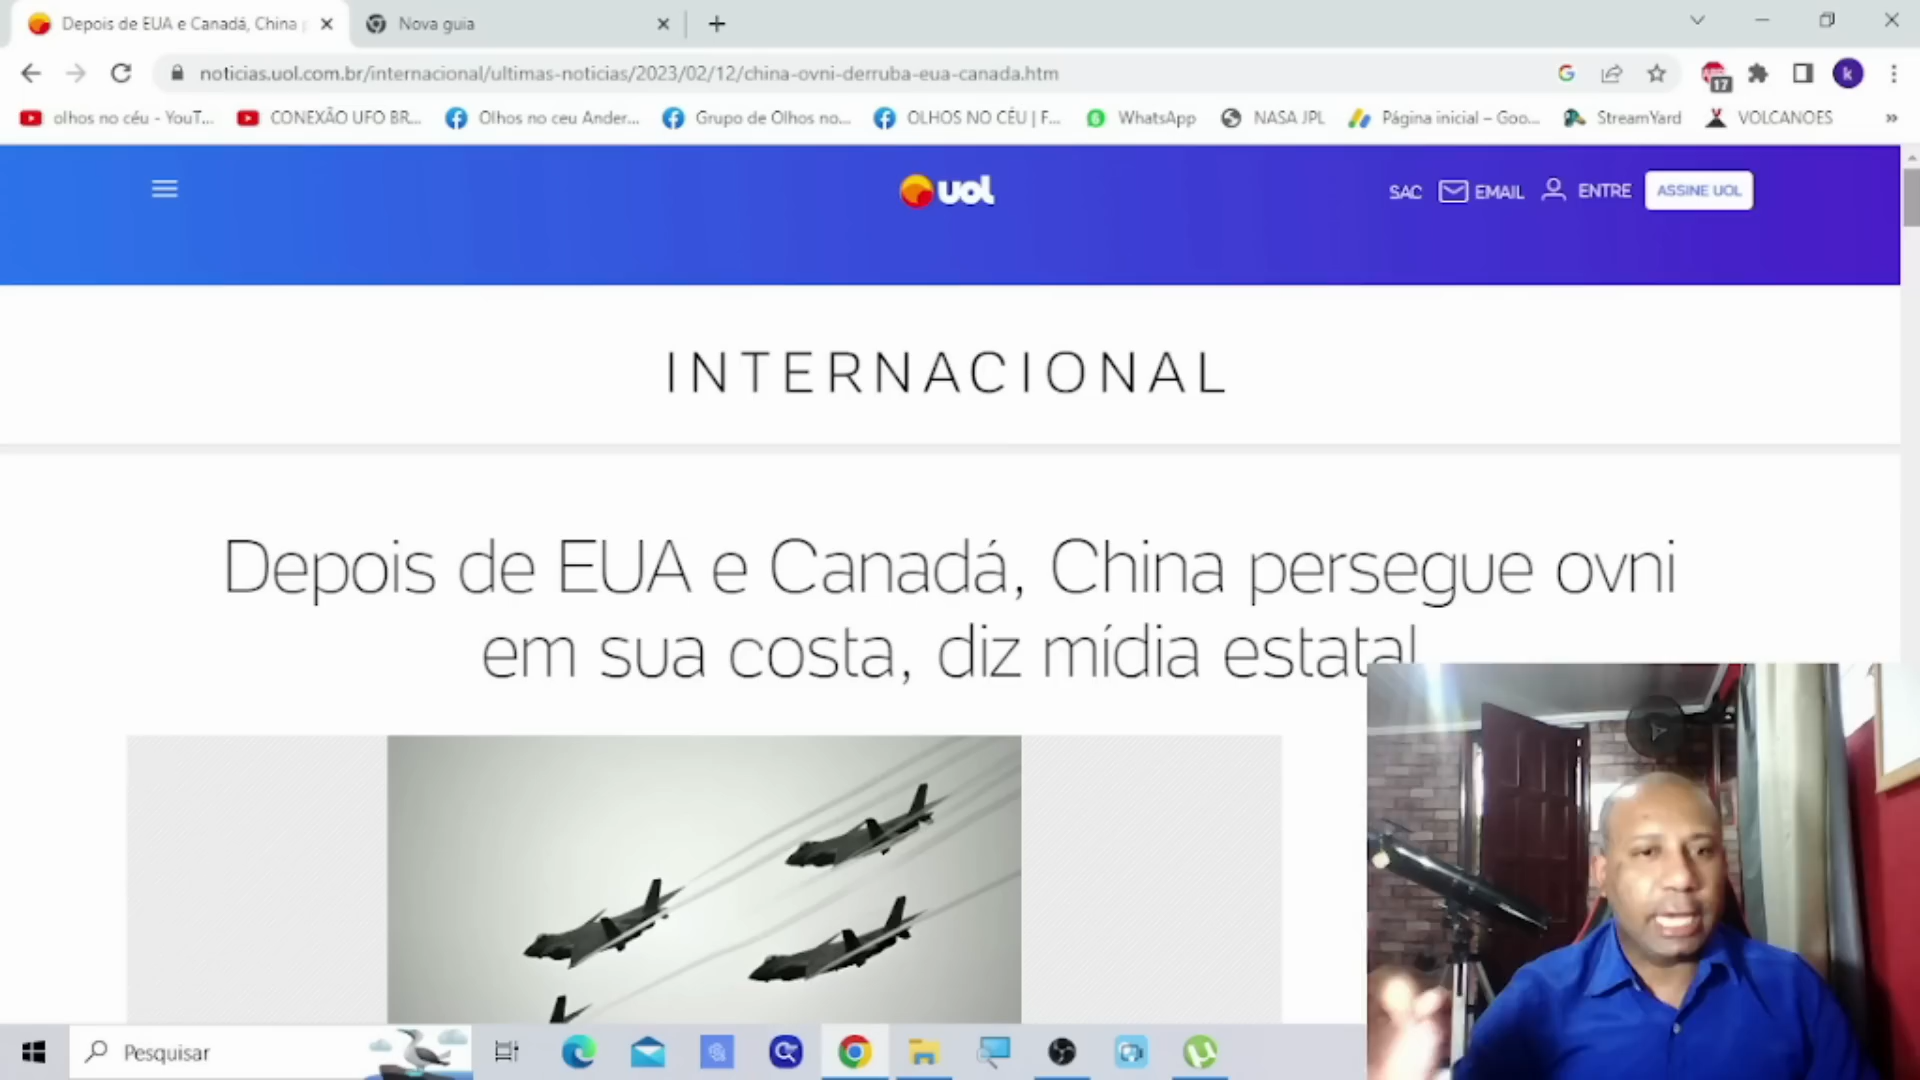 Depois de EUA e Canadá, China
Nova guia
noticias.uol.com.br/internacional/ultimas-noticias/2023/02/12/china-ovni-derruba-eua-canada.htm
17
k
olhos no céu - YouT...
CONEXÃO UFO BR...
Olhos no ceu Ander...
Grupo de Olhos no...
OLHOS NO CÉU | F...
WhatsApp
NASA JPL
Página inicial – Goo...
StreamYard
VOLCANOES
UOL
SAC
EMAIL
ENTRE
ASSINE UOL
INTERNACIONAL
Depois de EUA e Canadá, China persegue ovni
em sua costa, diz mídia estatal
Pesquisar